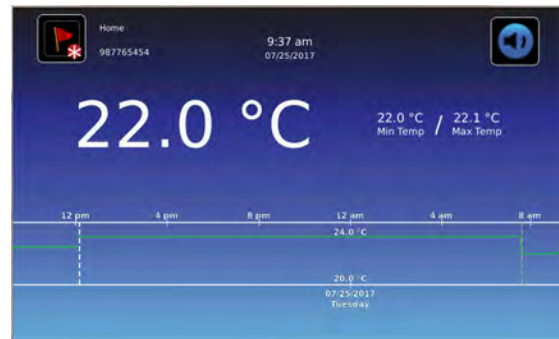 Home
987765454
9:37 am
07/25/2017
22.0 °C
22.0 °C / 22.1 °C
Min Temp Max Temp
12 pm 4 pm 8 pm 12 am 4 am 8 am
24.0 °C
20.0 °C
07/25/2017
Tuesday